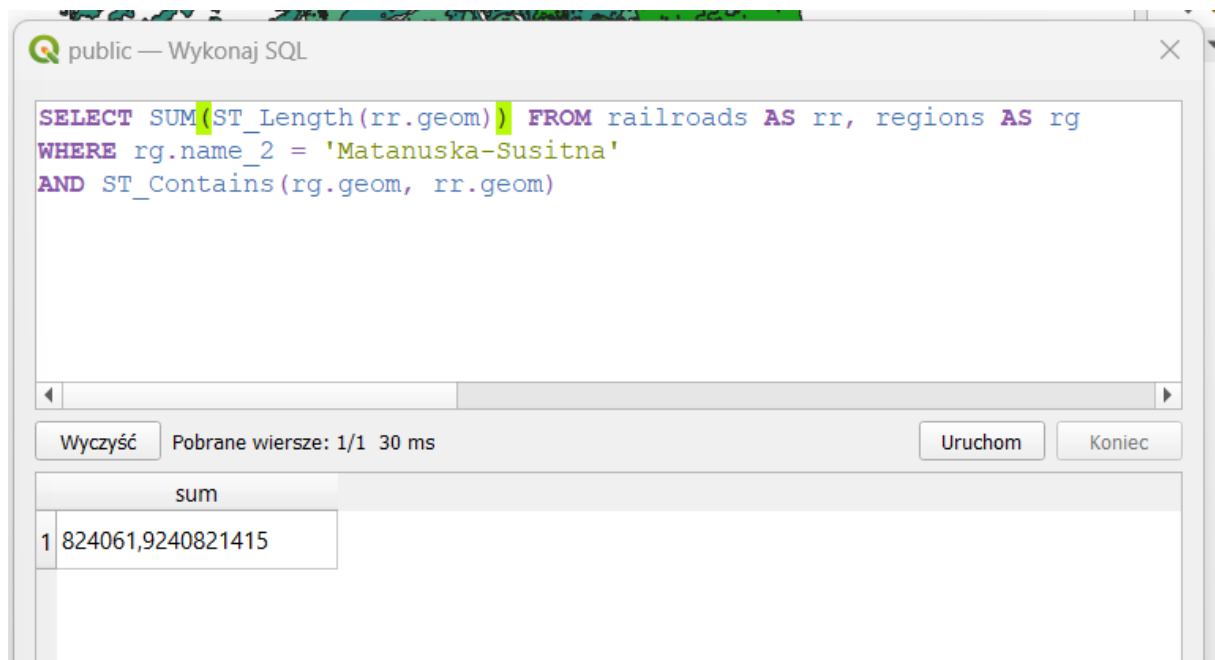 public — Wykonaj SQL
SELECT SUM(ST_Length(rr.geom)) FROM railroads AS rr, regions AS rg
WHERE rg.name_2 = 'Matanuska-Susitna'
AND ST_Contains(rg.geom, rr.geom)
Wyczyść Pobrane wiersze: 1/1 30 ms Uruchom Koniec
sum
1 824061,9240821415